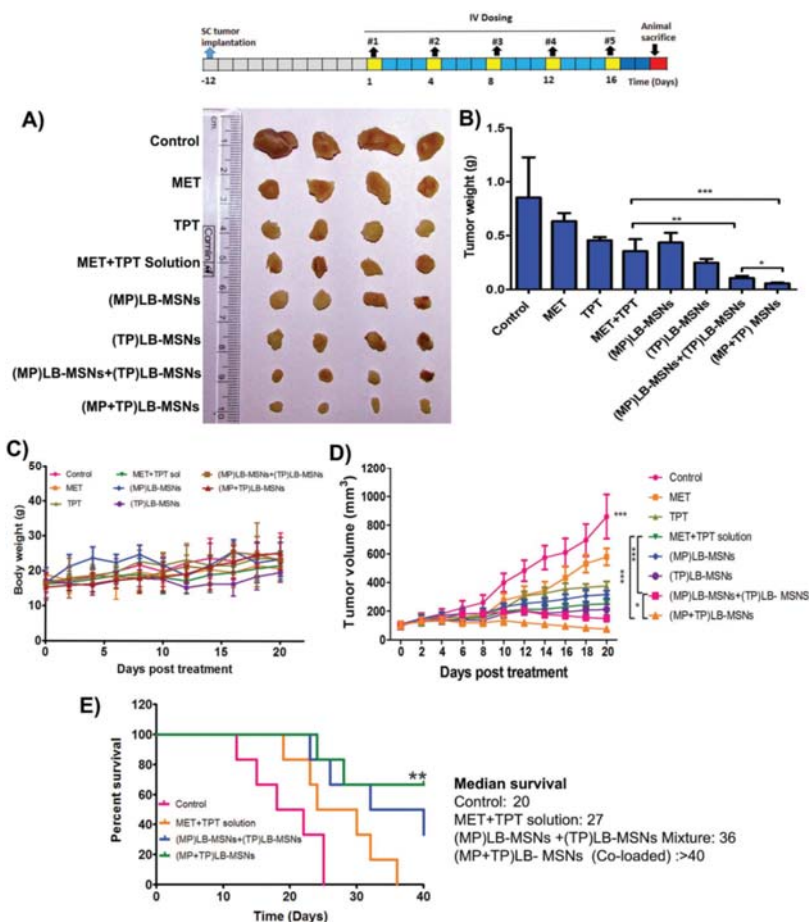 IV Dosing
SC tumor
implantation
Animal
sacrifice
#1 #2 #3 #4 #5
-12 1 4 8 12 16 Time (Days)
A)
Control
MET
TPT
MET+TPT Solution
(MP)LB-MSNs
(TP)LB-MSNs
(MP)LB-MSNs+(TP)LB-MSNs
(MP+TP)LB-MSNs
cm
1
2
3
4
5
6
7
8
9
10
B)
Tumor weight (g)
1.5
1.0
0.5
0.0
***
**
*
Control
MET
TPT
MET+TPT
(MP)LB-MSNs
(TP)LB-MSNs
(MP)LB-MSNs+(TP)LB-MSNs
(MP+TP) MSNs
C)
Body weight (g)
50
40
30
20
10
0
Control MET+TPT sol (MP)LB-MSNs+(TP)LB-MSNs
MET (MP)LB-MSNs (MP+TP)LB-MSNs
TPT (TP)LB-MSNs
0 5 10 15 20
Days post treatment
D)
Tumor volume (mm3)
1200
1000
800
600
400
200
0
0 2 4 6 8 10 12 14 16 18 20
Days post treatment
***
Control
MET
TPT
MET+TPT solution
(MP)LB-MSNs
(TP)LB-MSNs
(MP)LB-MSNs+(TP)LB- MSNS
(MP+TP)LB-MSNs
***
***
*
E)
Percent survival
120
100
80
60
40
20
0
**
Control
MET+TPT solution
(MP)LB-MSNs+(TP)LB-MSNs
(MP+TP)LB-MSNs
0 10 20 30 40
Time (Days)
Median survival
Control: 20
MET+TPT solution: 27
(MP)LB-MSNs +(TP)LB-MSNs Mixture: 36
(MP+TP)LB- MSNs (Co-loaded) :>40